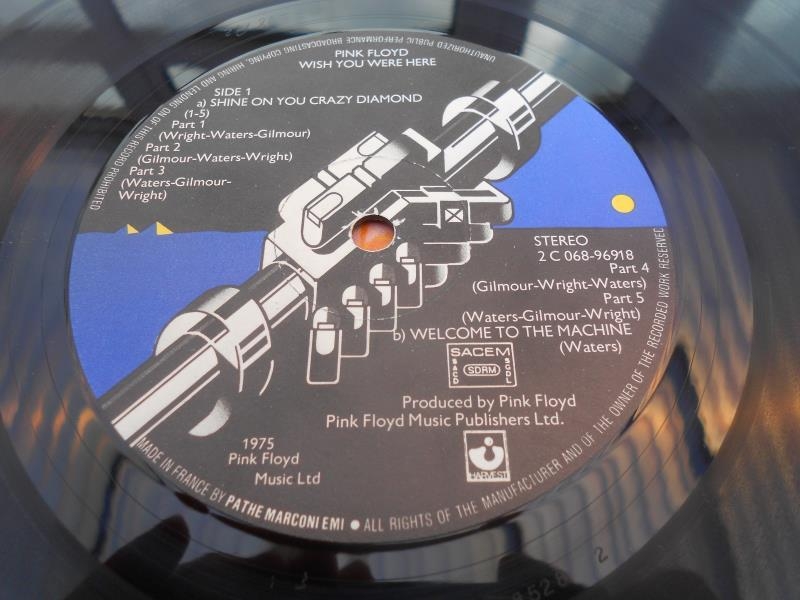 UNAUTHORIZED PUBLIC PERFORMANCE BROADCASTING COPYING, HIRING AND LENDING ON OF THIS RECORD PROHIBITED
PINK FLOYD
WISH YOU WERE HERE
SIDE 1
a) SHINE ON YOU CRAZY DIAMOND
(1-5)
Part 1
(Wright-Waters-Gilmour)
Part 2
(Gilmour-Waters-Wright)
Part 3
(Waters-Gilmour-
Wright)
STEREO
2 C 068-96918
Part 4
(Gilmour-Wright-Waters)
Part 5
(Waters-Gilmour-Wright)
b) WELCOME TO THE MACHINE
(Waters)
SACEM
SACD
SDRM
SGDL
Produced by Pink Floyd
Pink Floyd Music Publishers Ltd.
1975
Pink Floyd
Music Ltd
HARVEST
MADE IN FRANCE BY PATHE MARCONI EMI ● ALL RIGHTS OF THE MANUFACTURER AND OF THE OWNER OF THE RECORDED WORK RESERVED